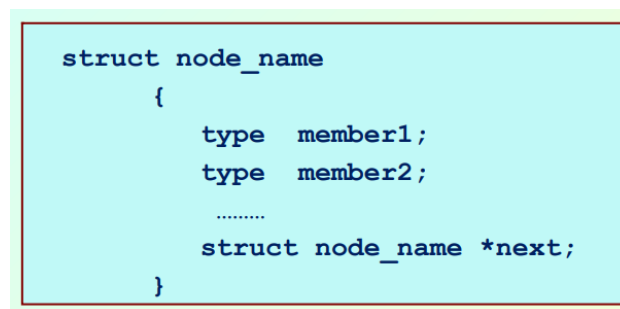 struct node_name
{
type member1;
type member2;
.........
struct node_name *next;
}